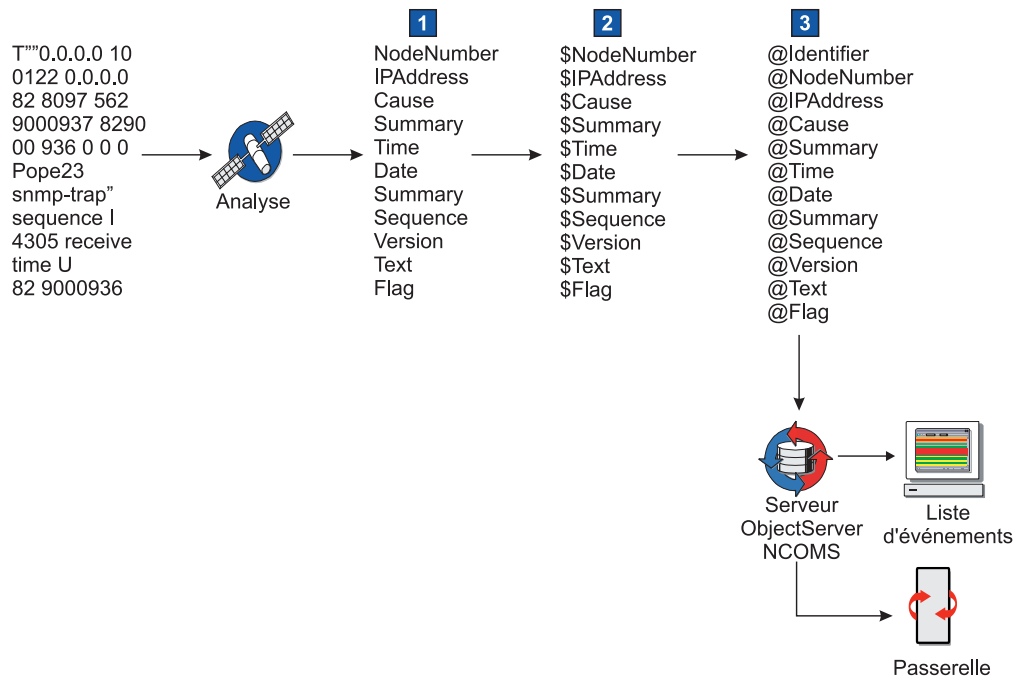 T""0.0.0.0 10
0122 0.0.0.0
82 8097 562
9000937 8290
00 936 0 0 0
Pope23
snmp-trap”
sequence I
4305 receive
time U
82 9000936
Analyse
1
NodeNumber
IPAddress
Cause
Summary
Time
Date
Summary
Sequence
Version
Text
Flag
2
$NodeNumber
$IPAddress
$Cause
$Summary
$Time
$Date
$Summary
$Sequence
$Version
$Text
$Flag
3
@Identifier
@NodeNumber
@IPAddress
@Cause
@Summary
@Time
@Date
@Summary
@Sequence
@Version
@Text
@Flag
Serveur
ObjectServer
NCOMS
Liste
d'événements
Passerelle